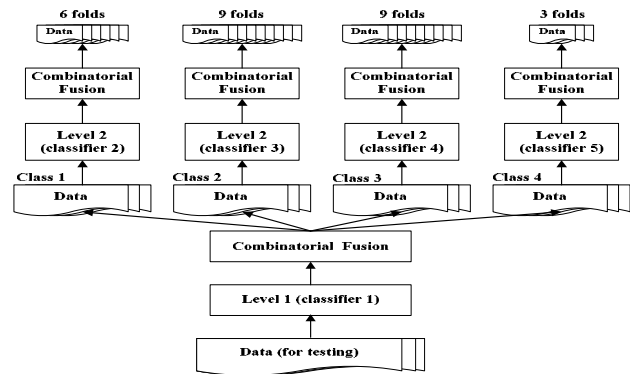 6 folds
9 folds
9 folds
3 folds
Data
Data
Data
Data
Combinatorial
Fusion
Combinatorial
Fusion
Combinatorial
Fusion
Combinatorial
Fusion
Level 2
(classifier 2)
Level 2
(classifier 3)
Level 2
(classifier 4)
Level 2
(classifier 5)
Class 1
Class 2
Class 3
Class 4
Data
Data
Data
Data
Combinatorial Fusion
Level 1 (classifier 1)
Data (for testing)